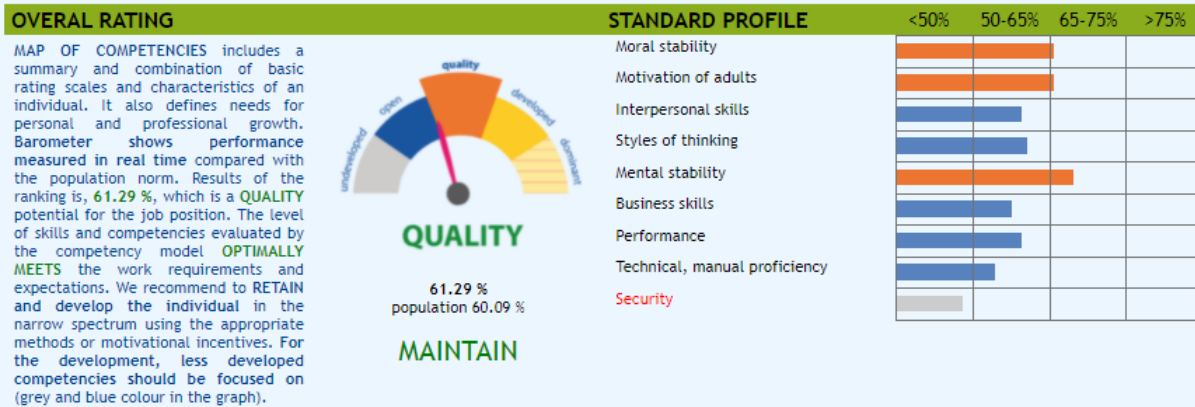 OVERAL RATING
MAP OF COMPETENCIES includes a
summary and combination of basic
rating scales and characteristics of an
individual. It also defines needs for
personal and professional growth.
Barometer shows performance
measured in real time compared with
the population norm. Results of the
ranking is, 61.29 %, which is a QUALITY
potential for the job position. The level
of skills and competencies evaluated by
the competency model OPTIMALLY
MEETS the work requirements and
expectations. We recommend to RETAIN
and develop the individual in the
narrow spectrum using the appropriate
methods or motivational incentives. For
the development, less developed
competencies should be focused on
(grey and blue colour in the graph).
undeveloped
open
quality
developed
dominant
QUALITY
61.29 %
population 60.09 %
MAINTAIN
STANDARD PROFILE <50% 50-65% 65-75% >75%
Moral stability
Motivation of adults
Interpersonal skills
Styles of thinking
Mental stability
Business skills
Performance
Technical, manual proficiency
Security